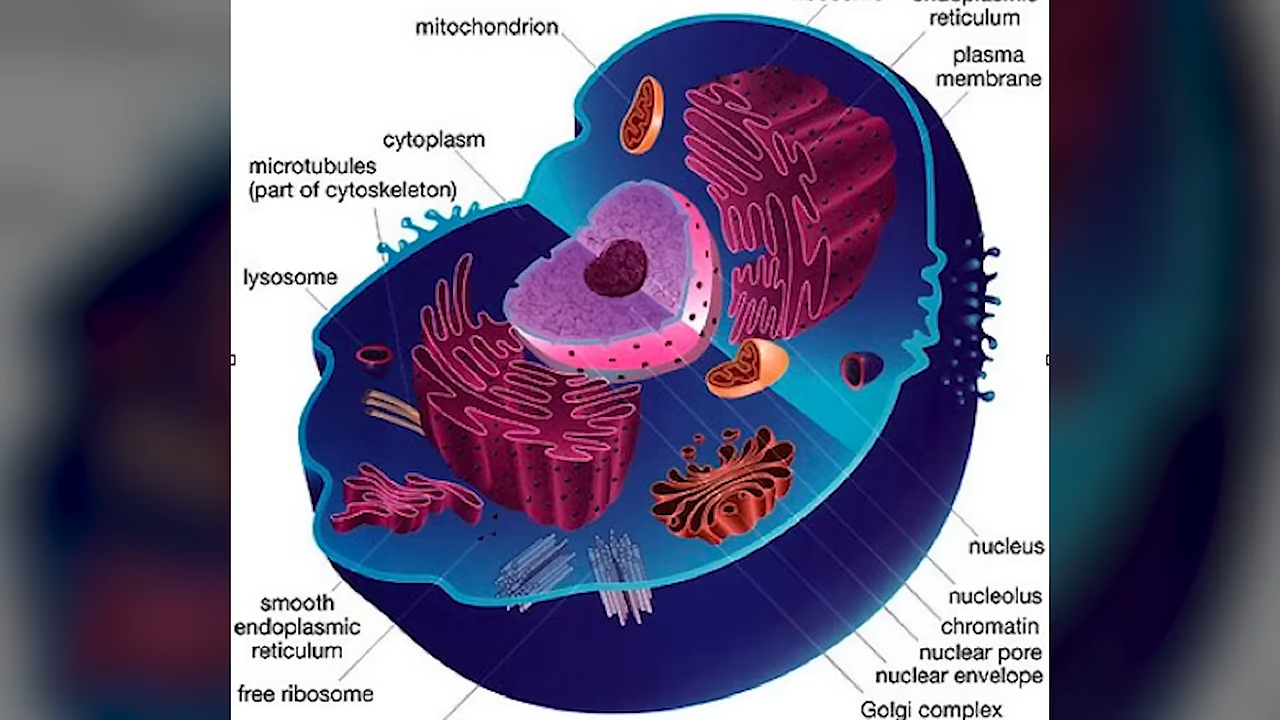 mitochondrion
reticulum
plasma
membrane
cytoplasm
microtubules
(part of cytoskeleton)
lysosome
nucleus
smooth
endoplasmic
reticulum
nucleolus
chromatin
nuclear pore
nuclear envelope
free ribosome
Golgi complex